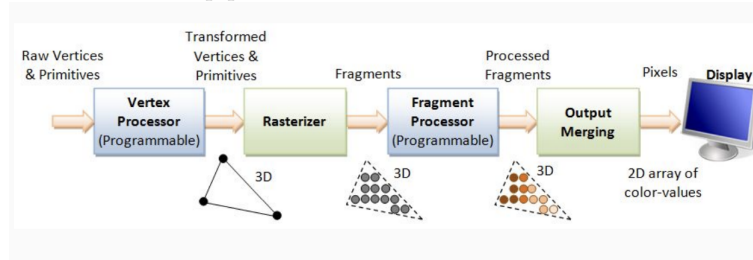 Raw Vertices
& Primitives
Transformed
Vertices &
Primitives
Fragments
Processed
Fragments
Pixels
Display
Vertex
Processor
(Programmable)
Rasterizer
Fragment
Processor
(Programmable)
Output
Merging
3D
3D
3D
2D array of
color-values